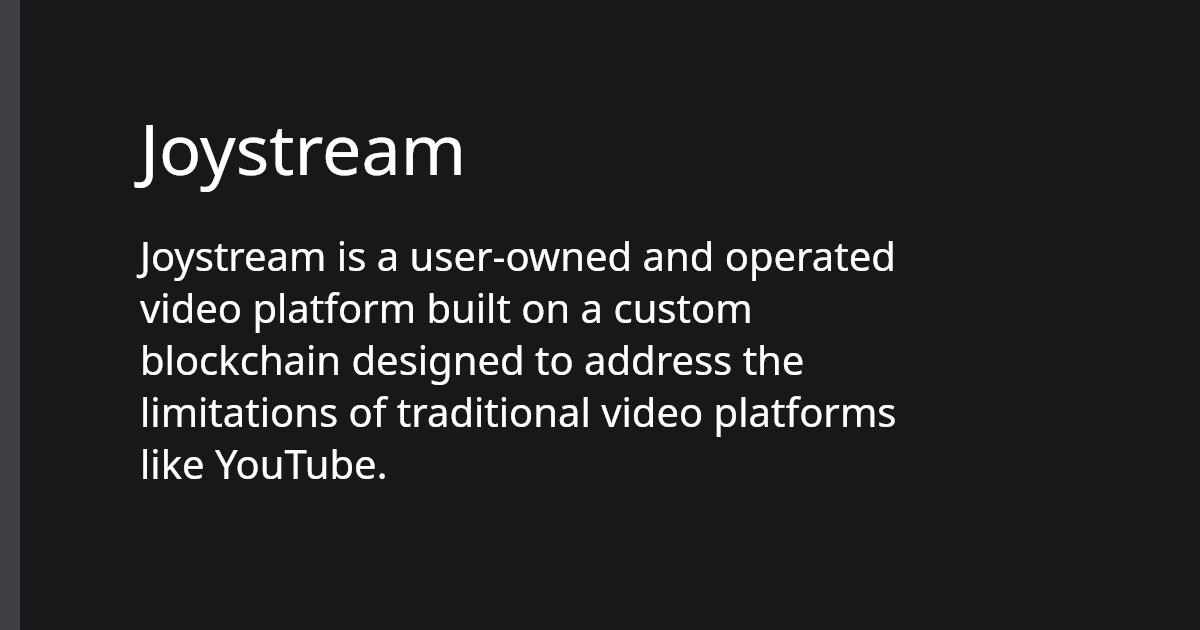 Joystream
Joystream is a user-owned and operated
video platform built on a custom
blockchain designed to address the
limitations of traditional video platforms
like YouTube.